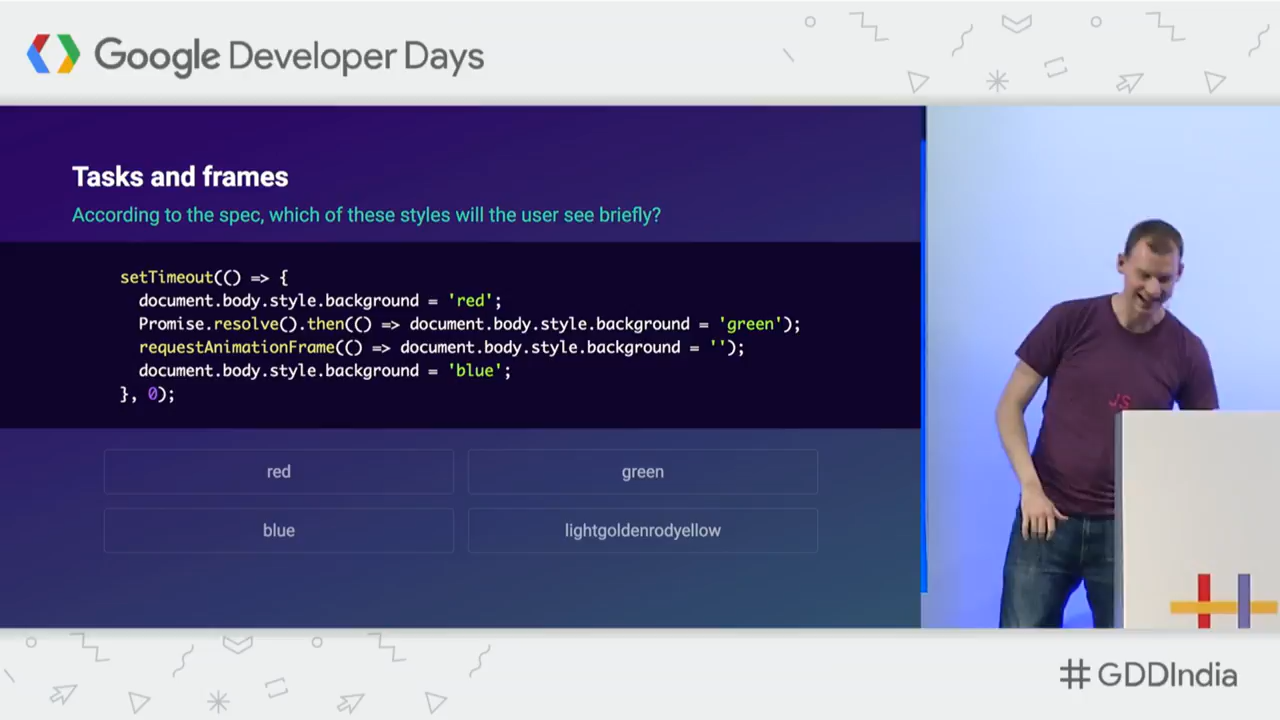 Google Developer Days
Tasks and frames
According to the spec, which of these styles will the user see briefly?
setTimeout(() => {
document.body.style.background = 'red';
Promise.resolve().then(() => document.body.style.background = 'green');
requestAnimationFrame(() => document.body.style.background = '');
document.body.style.background = 'blue';
}, 0);
red
green
blue
lightgoldenrodyellow
JS
#GDDIndia